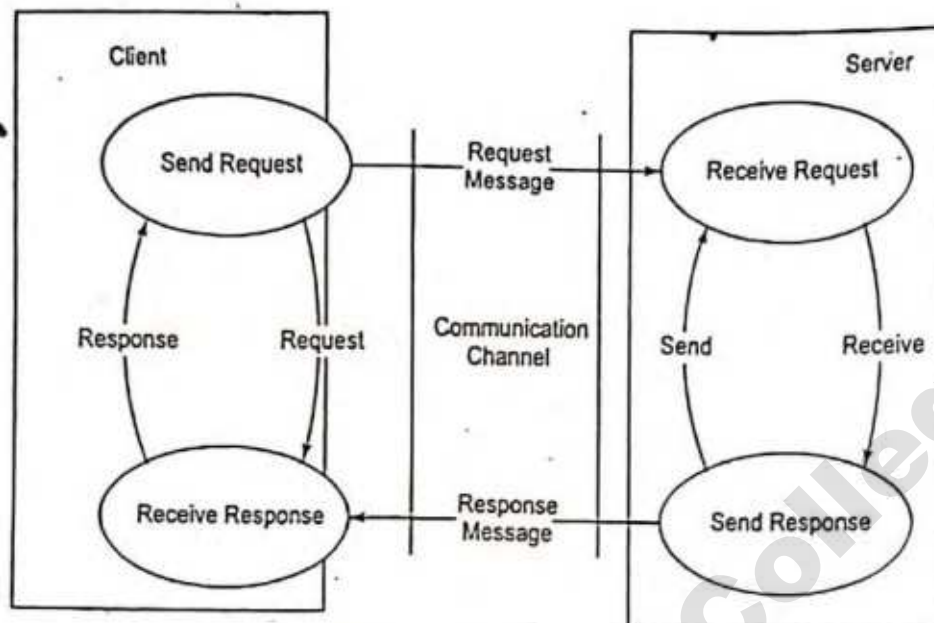 Client
Server
Send Request
Request
Message
Receive Request
Response
Request
Communication
Channel
Send
Receive
Receive Response
Response
Message
Send Response
Colle